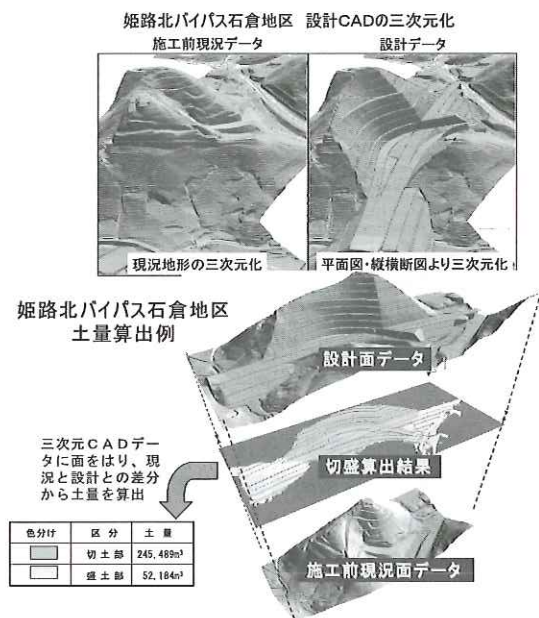 姫路北バイパス石倉地区 設計CADの三次元化
施工前現況データ
設計データ
現況地形の三次元化
平面図・縦横断図より三次元化
姫路北バイパス石倉地区
土量算出例
設計面データ
切盛算出結果
三次元CADデー
タに面をはり、現
況と設計との差分
から土量を算出
色分け 区分 土量
切土部 245,489m³
盛土部 52,184m³
施工前現況面データ